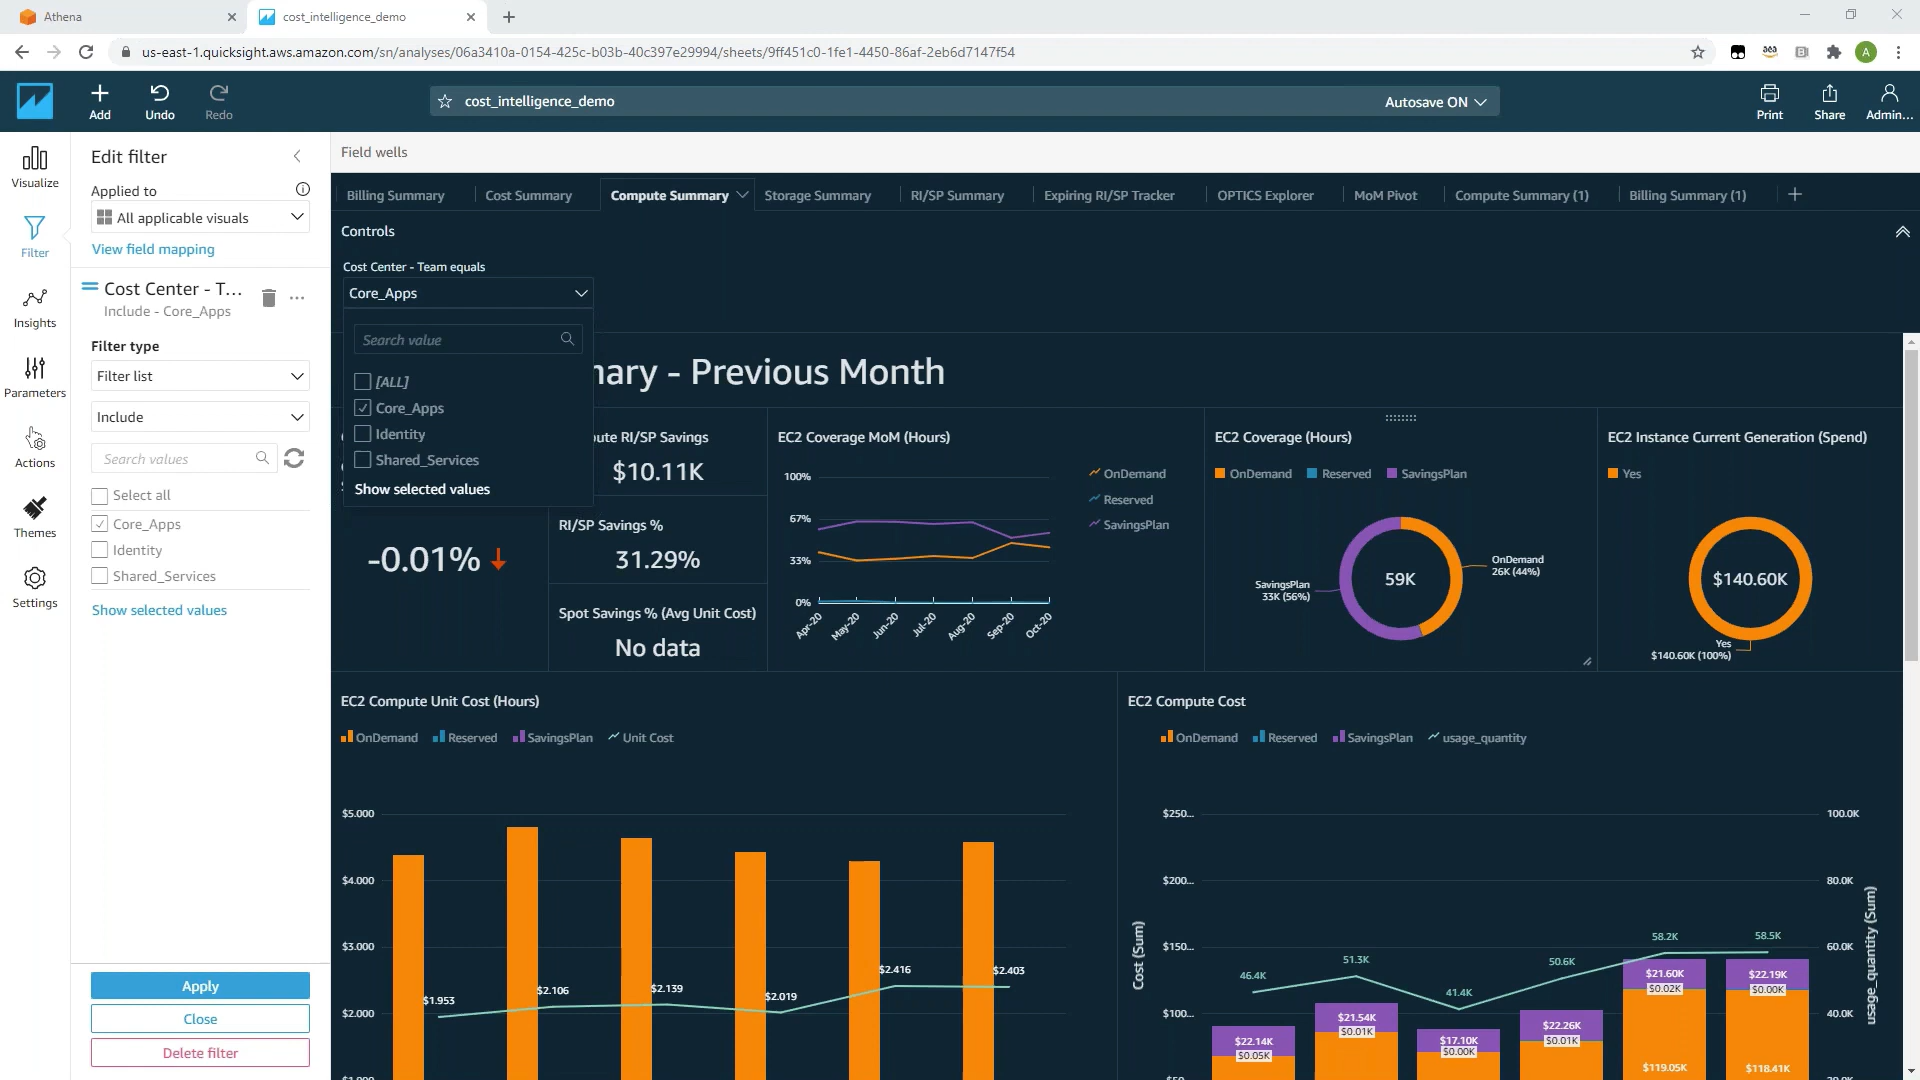 Athena
cost_intelligence_demo
us-east-1.quicksight.aws.amazon.com/sn/analyses/06a3410a-0154-425c-b03b-40c397e29994/sheets/9ff451c0-1fe1-4450-86af-2eb6d7147f54
A
Add
Undo
Redo
cost_intelligence_demo
Autosave ON
Print
Share
Admin...
Visualize
Filter
Insights
Parameters
Actions
Themes
Settings
Edit filter
Applied to
All applicable visuals
View field mapping
Cost Center - T...
Include - Core_Apps
Filter type
Filter list
Include
Search values
Select all
Core_Apps
Identity
Shared_Services
Show selected values
Apply
Close
Delete filter
Field wells
Billing Summary
Cost Summary
Compute Summary
Storage Summary
RI/SP Summary
Expiring RI/SP Tracker
OPTICS Explorer
MoM Pivot
Compute Summary (1)
Billing Summary (1)
Controls
Cost Center - Team equals
Core_Apps
Search value
[ALL]
Core_Apps
Identity
Shared_Services
Show selected values
mary - Previous Month
-0.01%
ute RI/SP Savings
$10.11K
RI/SP Savings %
31.29%
Spot Savings % (Avg Unit Cost)
No data
EC2 Coverage MoM (Hours)
100%
67%
33%
0%
Apr-20
May-20
Jun-20
Jul-20
Aug-20
Sep-20
Oct-20
OnDemand
Reserved
SavingsPlan
EC2 Coverage (Hours)
OnDemand
Reserved
SavingsPlan
59K
OnDemand
26K (44%)
SavingsPlan
33K (56%)
EC2 Instance Current Generation (Spend)
Yes
$140.60K
Yes
$140.60K (100%)
EC2 Compute Unit Cost (Hours)
OnDemand
Reserved
SavingsPlan
Unit Cost
$5.000
$4.000
$3.000
$2.000
$1.000
$1.953
$2.106
$2.139
$2.019
$2.416
$2.403
EC2 Compute Cost
OnDemand
Reserved
SavingsPlan
usage_quantity
Cost (Sum)
$250...
$200...
$150...
$100...
46.4K
51.3K
41.4K
50.6K
58.2K
58.5K
$22.14K
$0.05K
$21.54K
$0.01K
$17.10K
$0.00K
$22.26K
$0.01K
$21.60K
$0.02K
$119.05K
$22.19K
$0.00K
$118.41K
100.0K
80.0K
60.0K
40.0K
usage_quantity (Sum)